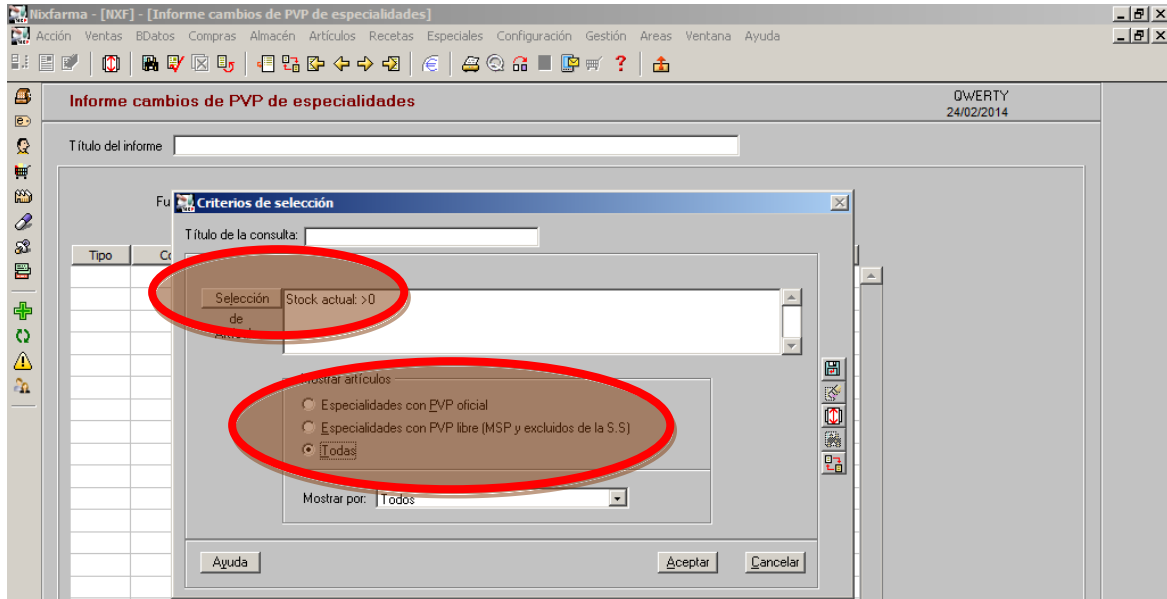 Nixfarma - [NXF] - [Informe cambios de PVP de especialidades]
Acción Ventas BDatos Compras Almacén Artículos Recetas Especiales Configuración Gestión Areas Ventana Ayuda
Informe cambios de PVP de especialidades
QWERTY
24/02/2014
Título del informe
Fu
Criterios de selección
Título de la consulta:
Tipo
Co
Selección
de
Stock actual: >0
Mostrar artículos
Especialidades con PVP oficial
Especialidades con PVP libre (MSP y excluidos de la S.S)
Todas
Mostrar por: Todos
Ayuda Aceptar Cancelar